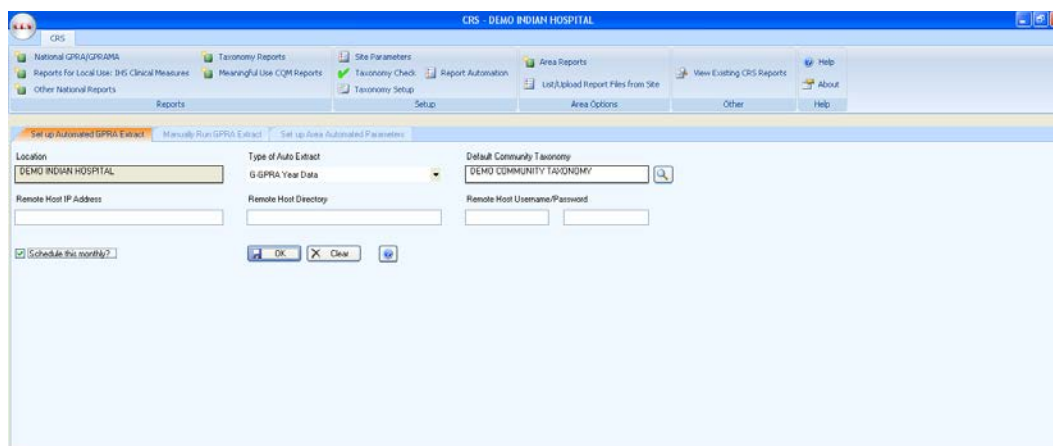 CRS - DEMO INDIAN HOSPITAL
CRS
National GPRA/GPRAMA
Reports for Local Use: IHS Clinical Measures
Other National Reports
Taxonomy Reports
Meaningful Use CQM Reports
Reports
Site Parameters
Taxonomy Check
Report Automation
Taxonomy Setup
Setup
Area Reports
List/Upload Report Files from Site
Area Options
View Existing CRS Reports
Other
Help
About
Help
Set up Automated GPRA Extract
Manually Run GPRA Extract
Set up Area Automated Parameters
Location
DEMO INDIAN HOSPITAL
Type of Auto Extract
G-GPRA Year Data
Default Community Taxonomy
DEMO COMMUNITY TAXONOMY
Remote Host IP Address
Remote Host Directory
Remote Host Username/Password
Schedule this monthly?
OK
Clear